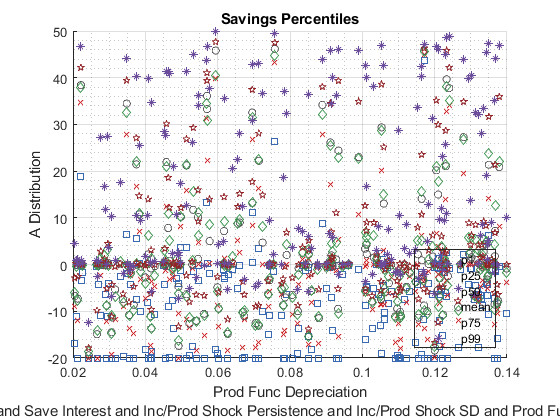 Savings Percentiles
50
40
30
20
10
0
-10
-20
A Distribution
0.02
0.04
0.06
0.08
0.1
0.12
0.14
Prod Func Depreciation
mean
p75
p99
and Save Interest and Inc/Prod Shock Persistence and Inc/Prod Shock SD and Prod Fu